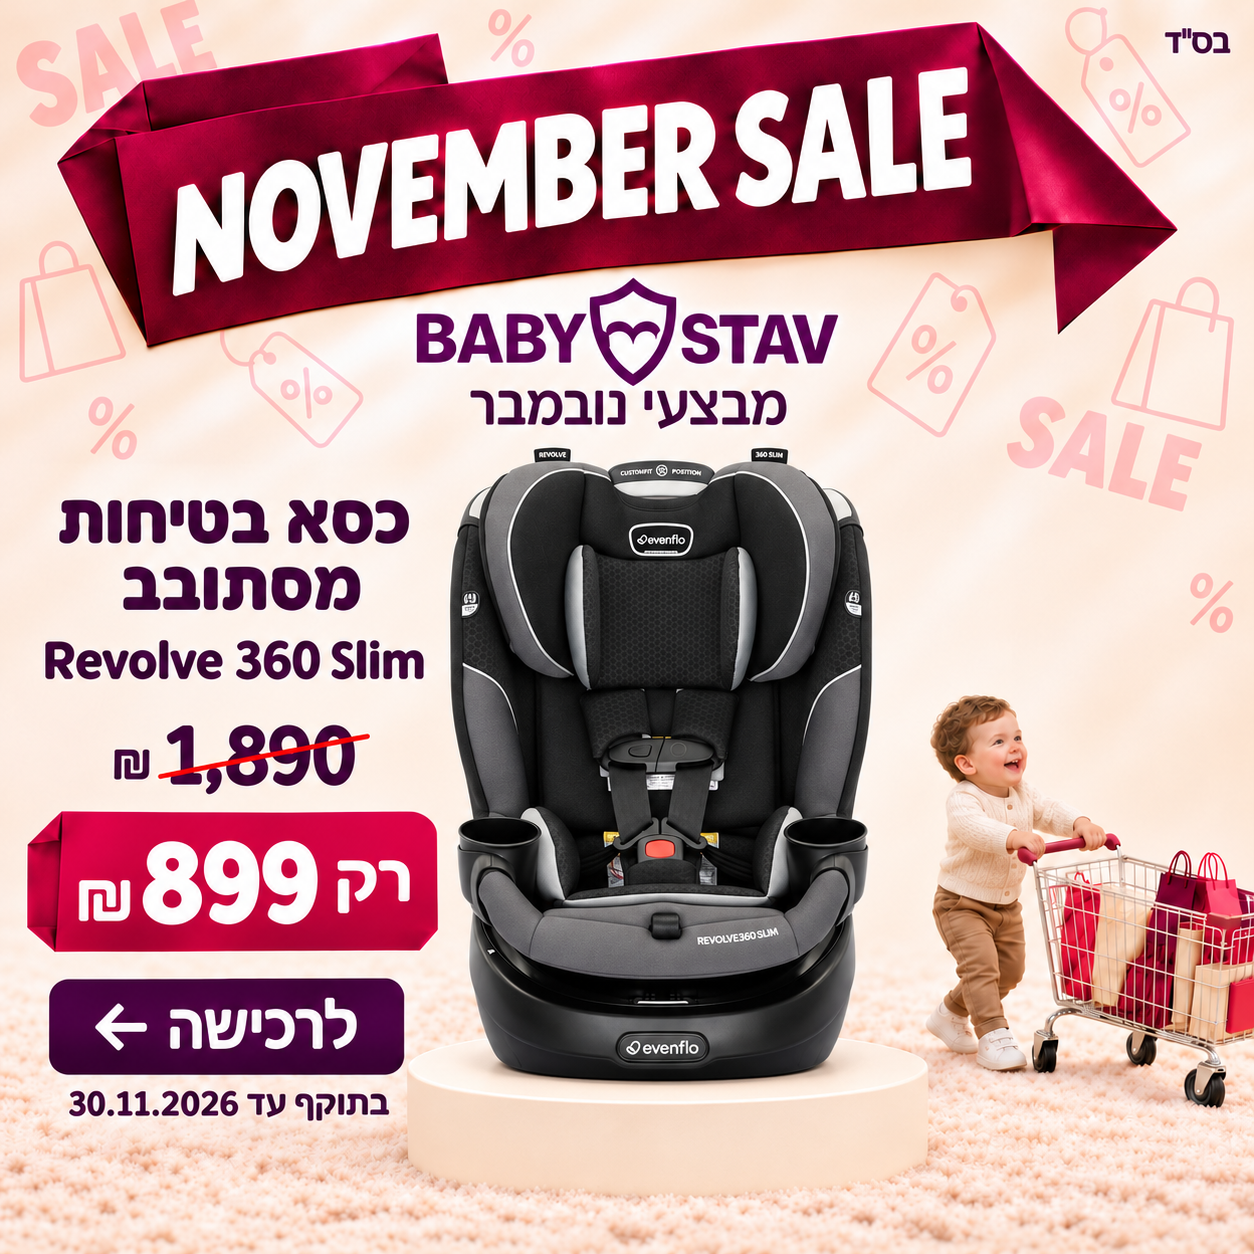 בס"ד
SALE
%
%
NOVEMBER SALE
BABY STAV
מבצעי נובמבר
%
%
%
SALE
%
כסא בטיחות
מסתובב
Revolve 360 Slim
1,890 ₪
רק 899 ₪
לרכישה ←
בתוקף עד 30.11.2026
REVOLVE
360 SLIM
CUSTOMFIT POSITION
evenflo
REVOLVE360 SLIM
evenflo